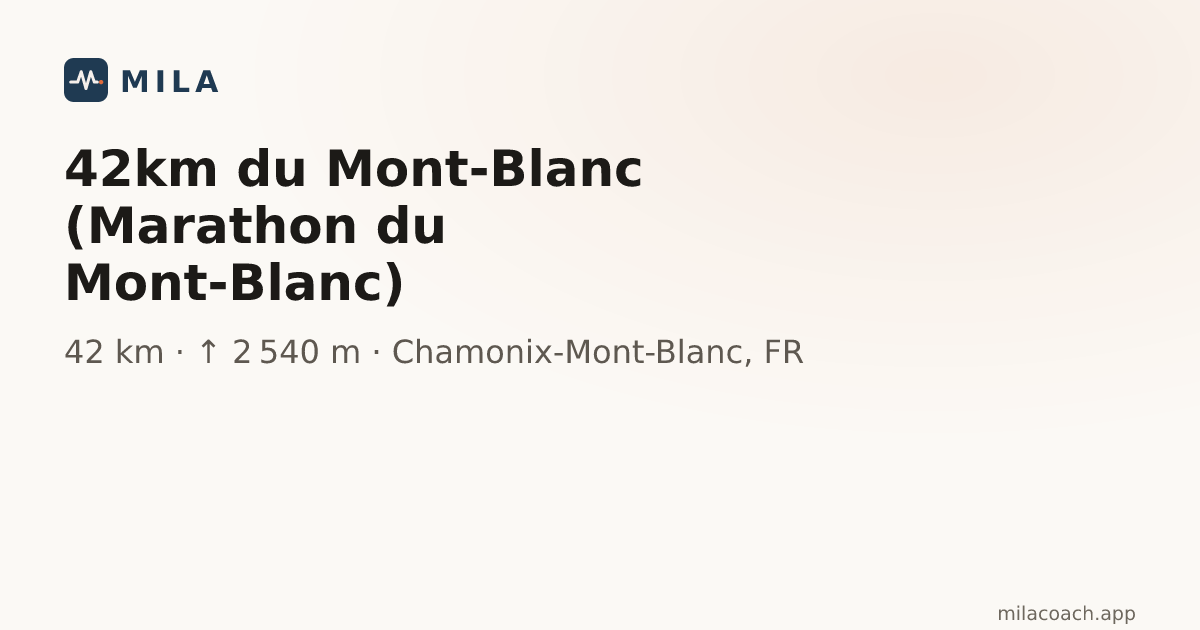 MILA
42km du Mont-Blanc
(Marathon du
Mont-Blanc)
42 km · ↑ 2 540 m · Chamonix-Mont-Blanc, FR
milacoach.app